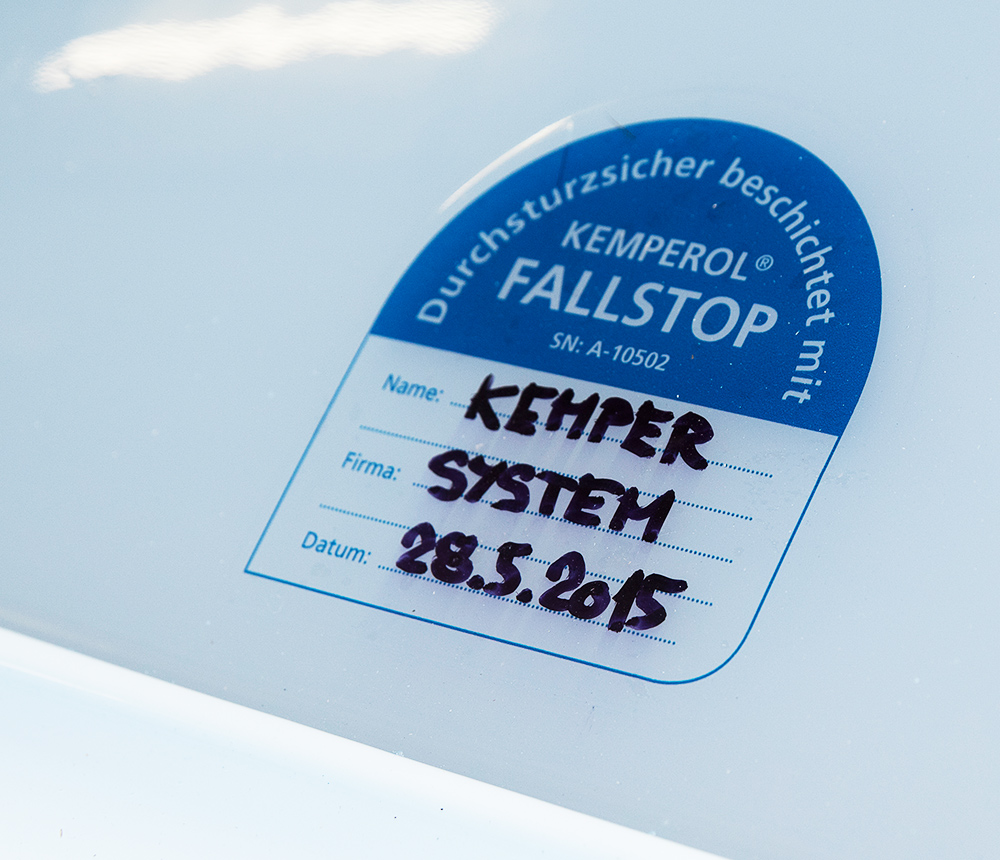 Durchsturzsicher beschichtet mit
KEMPEROL®
FALLSTOP
SN: A-10502
Name: KEMPER
Firma: SYSTEM
Datum: 28.5.2015